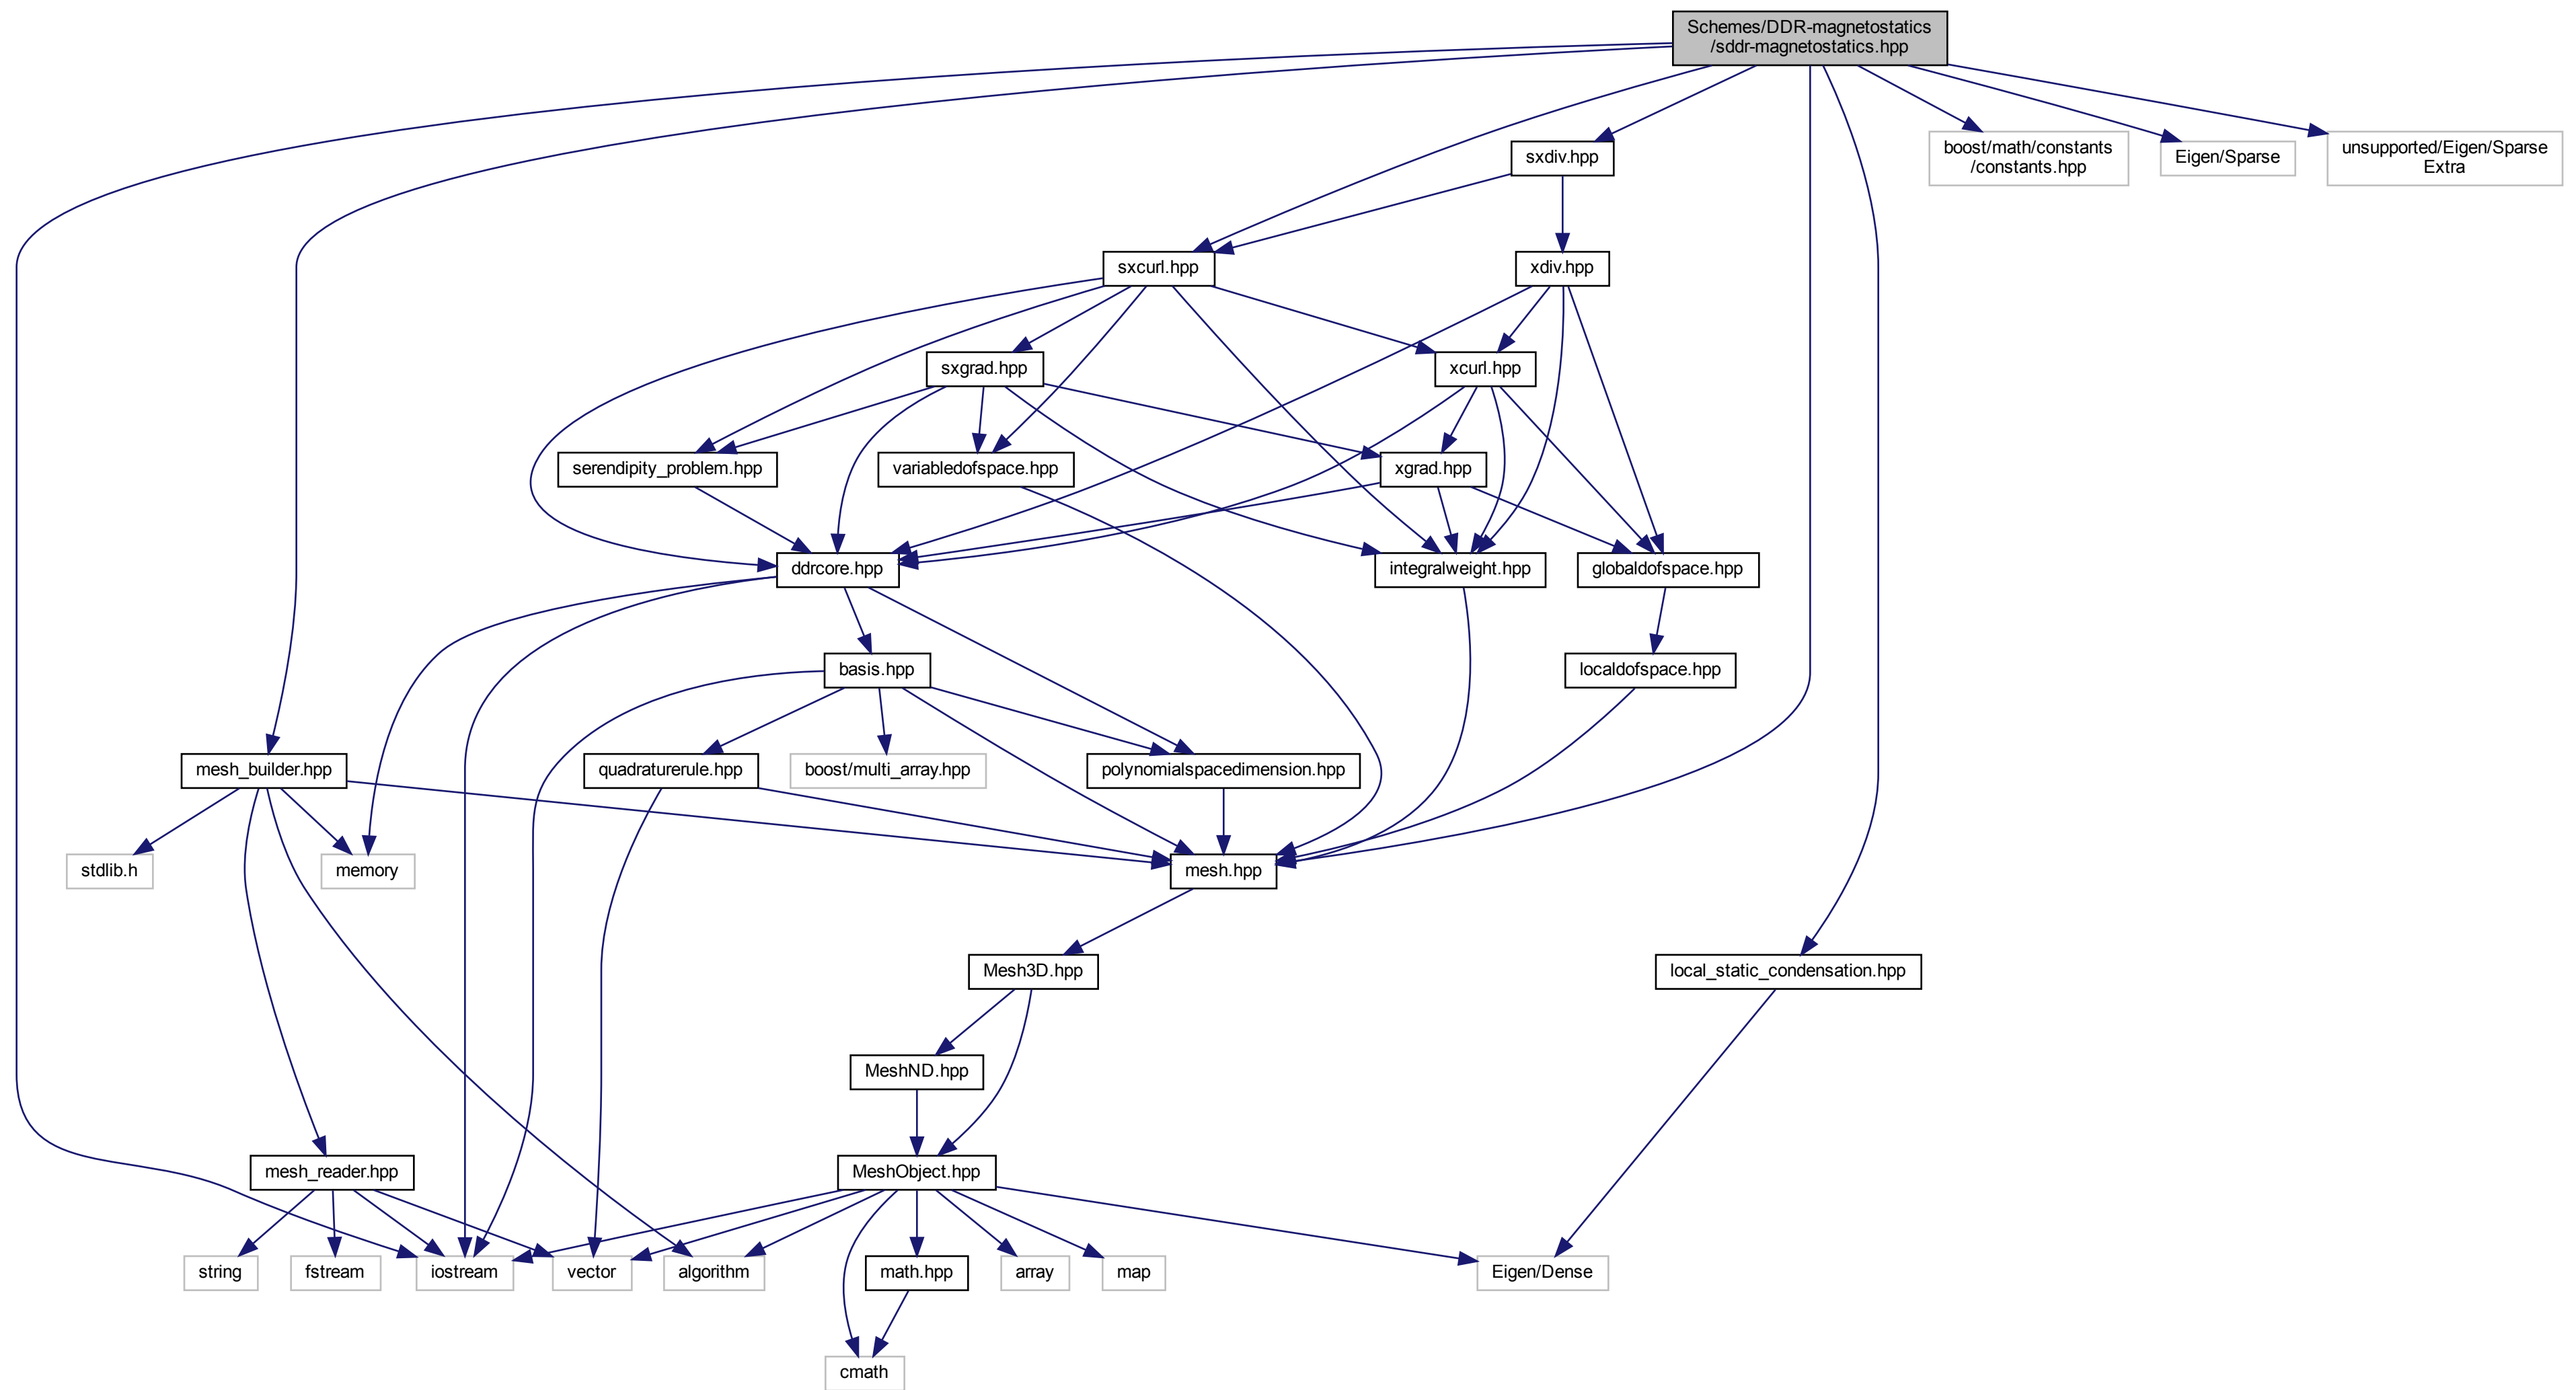 Schemes/DDR-magnetostatics
/sddr-magnetostatics.hpp
sxdiv.hpp
boost/math/constants
/constants.hpp
Eigen/Sparse
unsupported/Eigen/Sparse
Extra
sxcurl.hpp
xdiv.hpp
sxgrad.hpp
xcurl.hpp
serendipity_problem.hpp
variabledofspace.hpp
xgrad.hpp
ddrcore.hpp
integralweight.hpp
globaldofspace.hpp
basis.hpp
localdofspace.hpp
mesh_builder.hpp
quadraturerule.hpp
boost/multi_array.hpp
polynomialspacedimension.hpp
stdlib.h
memory
mesh.hpp
Mesh3D.hpp
local_static_condensation.hpp
MeshND.hpp
mesh_reader.hpp
MeshObject.hpp
string
fstream
iostream
vector
algorithm
math.hpp
array
map
Eigen/Dense
cmath